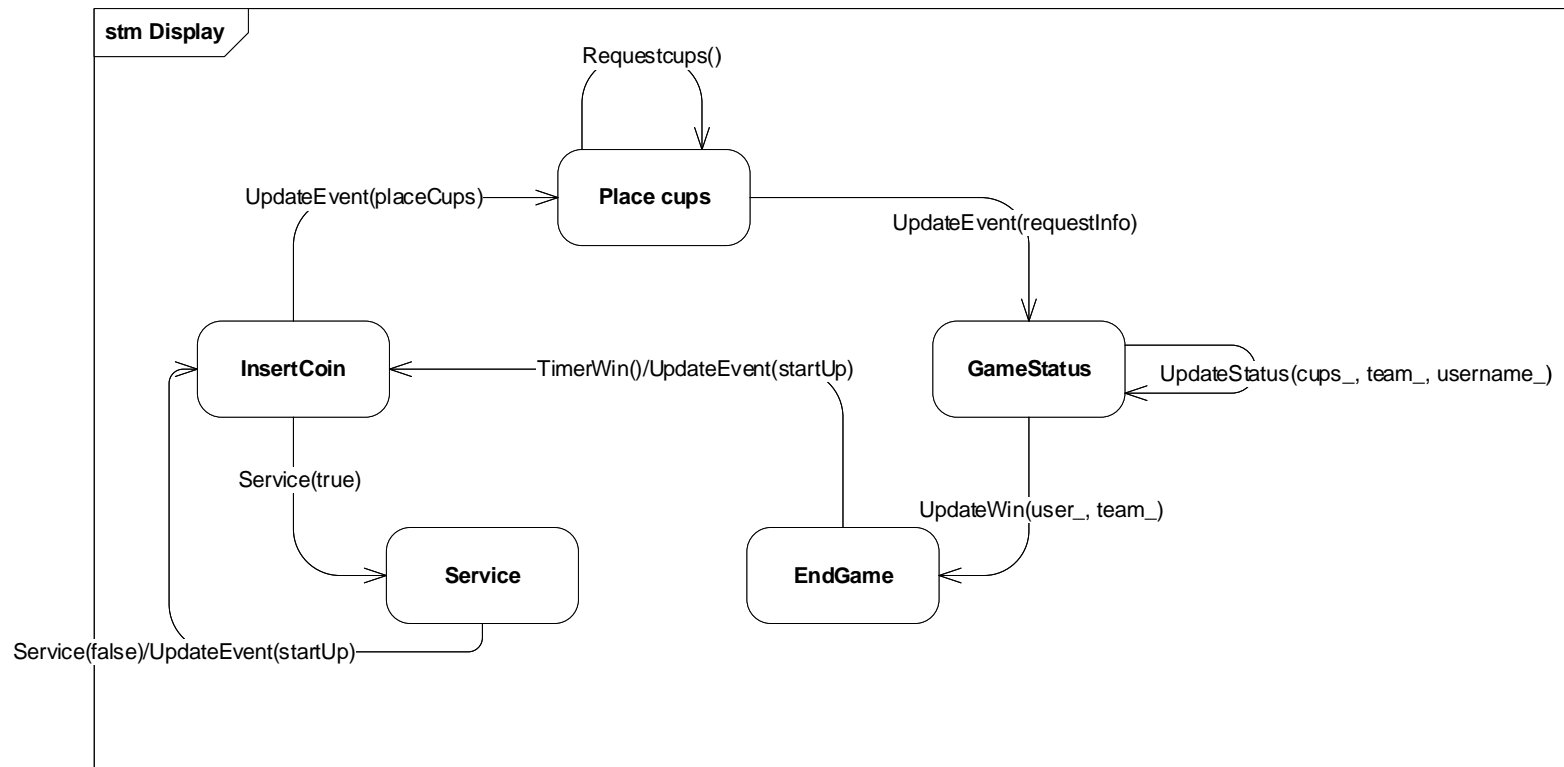 stm Display
Requestcups()
Place cups
UpdateEvent(placeCups)
UpdateEvent(requestInfo)
InsertCoin
TimerWin()/UpdateEvent(startUp)
GameStatus
UpdateStatus(cups_, team_, username_)
Service(true)
UpdateWin(user_, team_)
Service
EndGame
Service(false)/UpdateEvent(startUp)